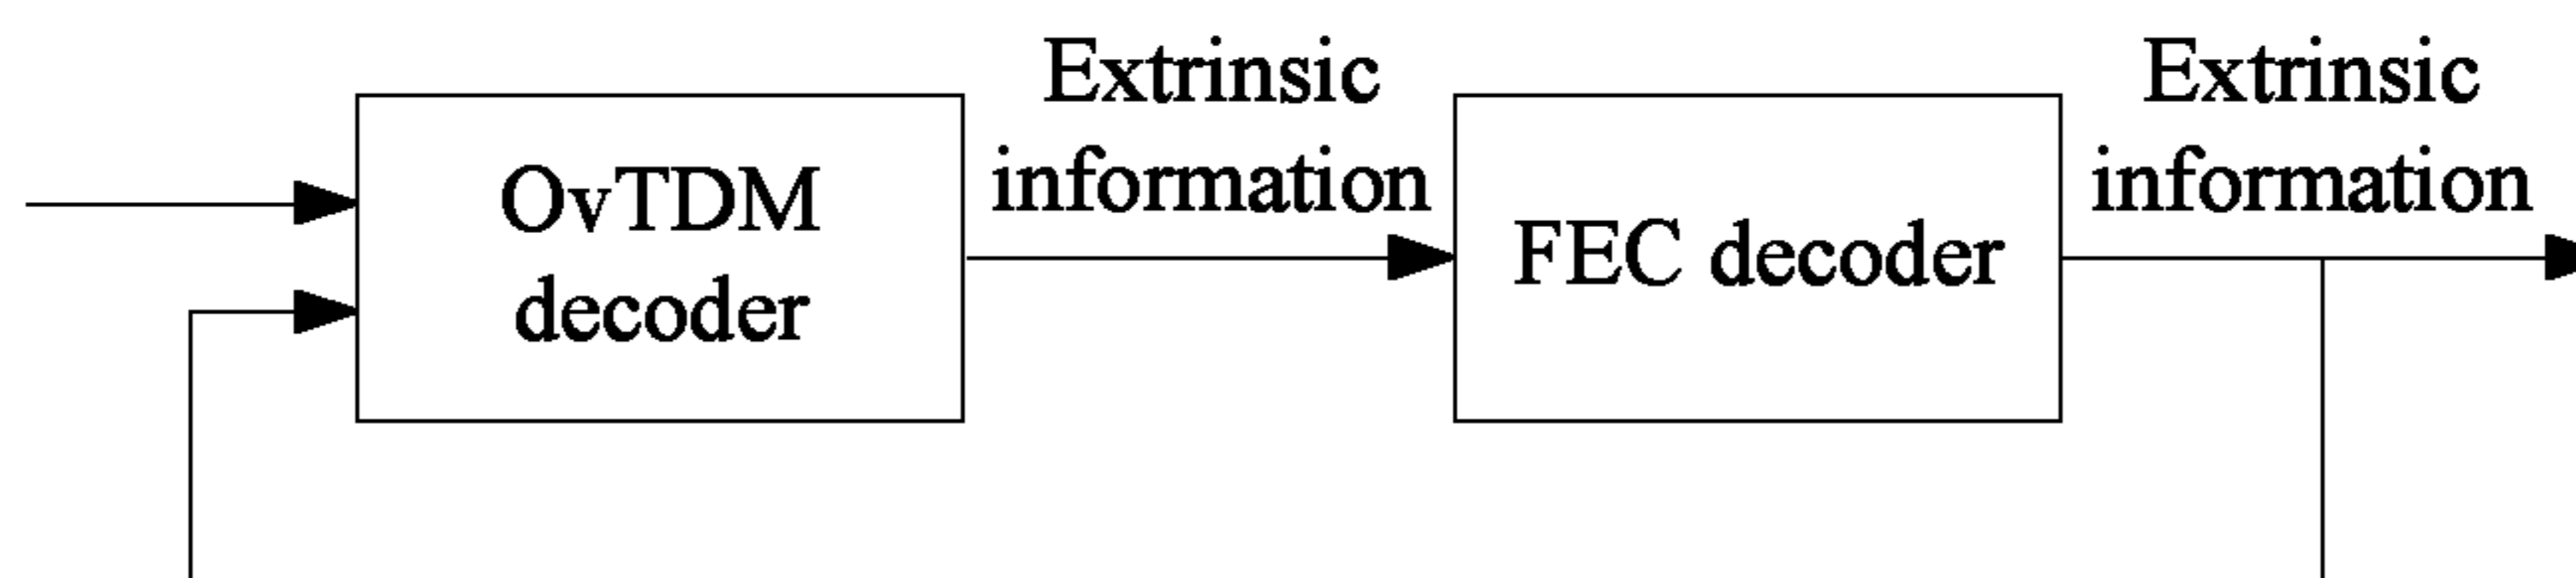 OvTDM
decoder
Extrinsic
information
FEC decoder
Extrinsic
information